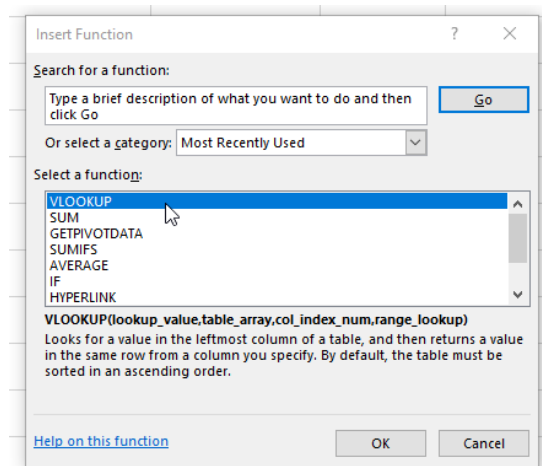 Insert Function
?
Search for a function:
Type a brief description of what you want to do and then
click Go
Go
Or select a category: Most Recently Used
Select a function:
VLOOKUP
SUM
GETPIVOTDATA
SUMIFS
AVERAGE
IF
HYPERLINK
VLOOKUP(lookup_value,table_array,col_index_num,range_lookup)
Looks for a value in the leftmost column of a table, and then returns a value
in the same row from a column you specify. By default, the table must be
sorted in an ascending order.
Help on this function
OK
Cancel